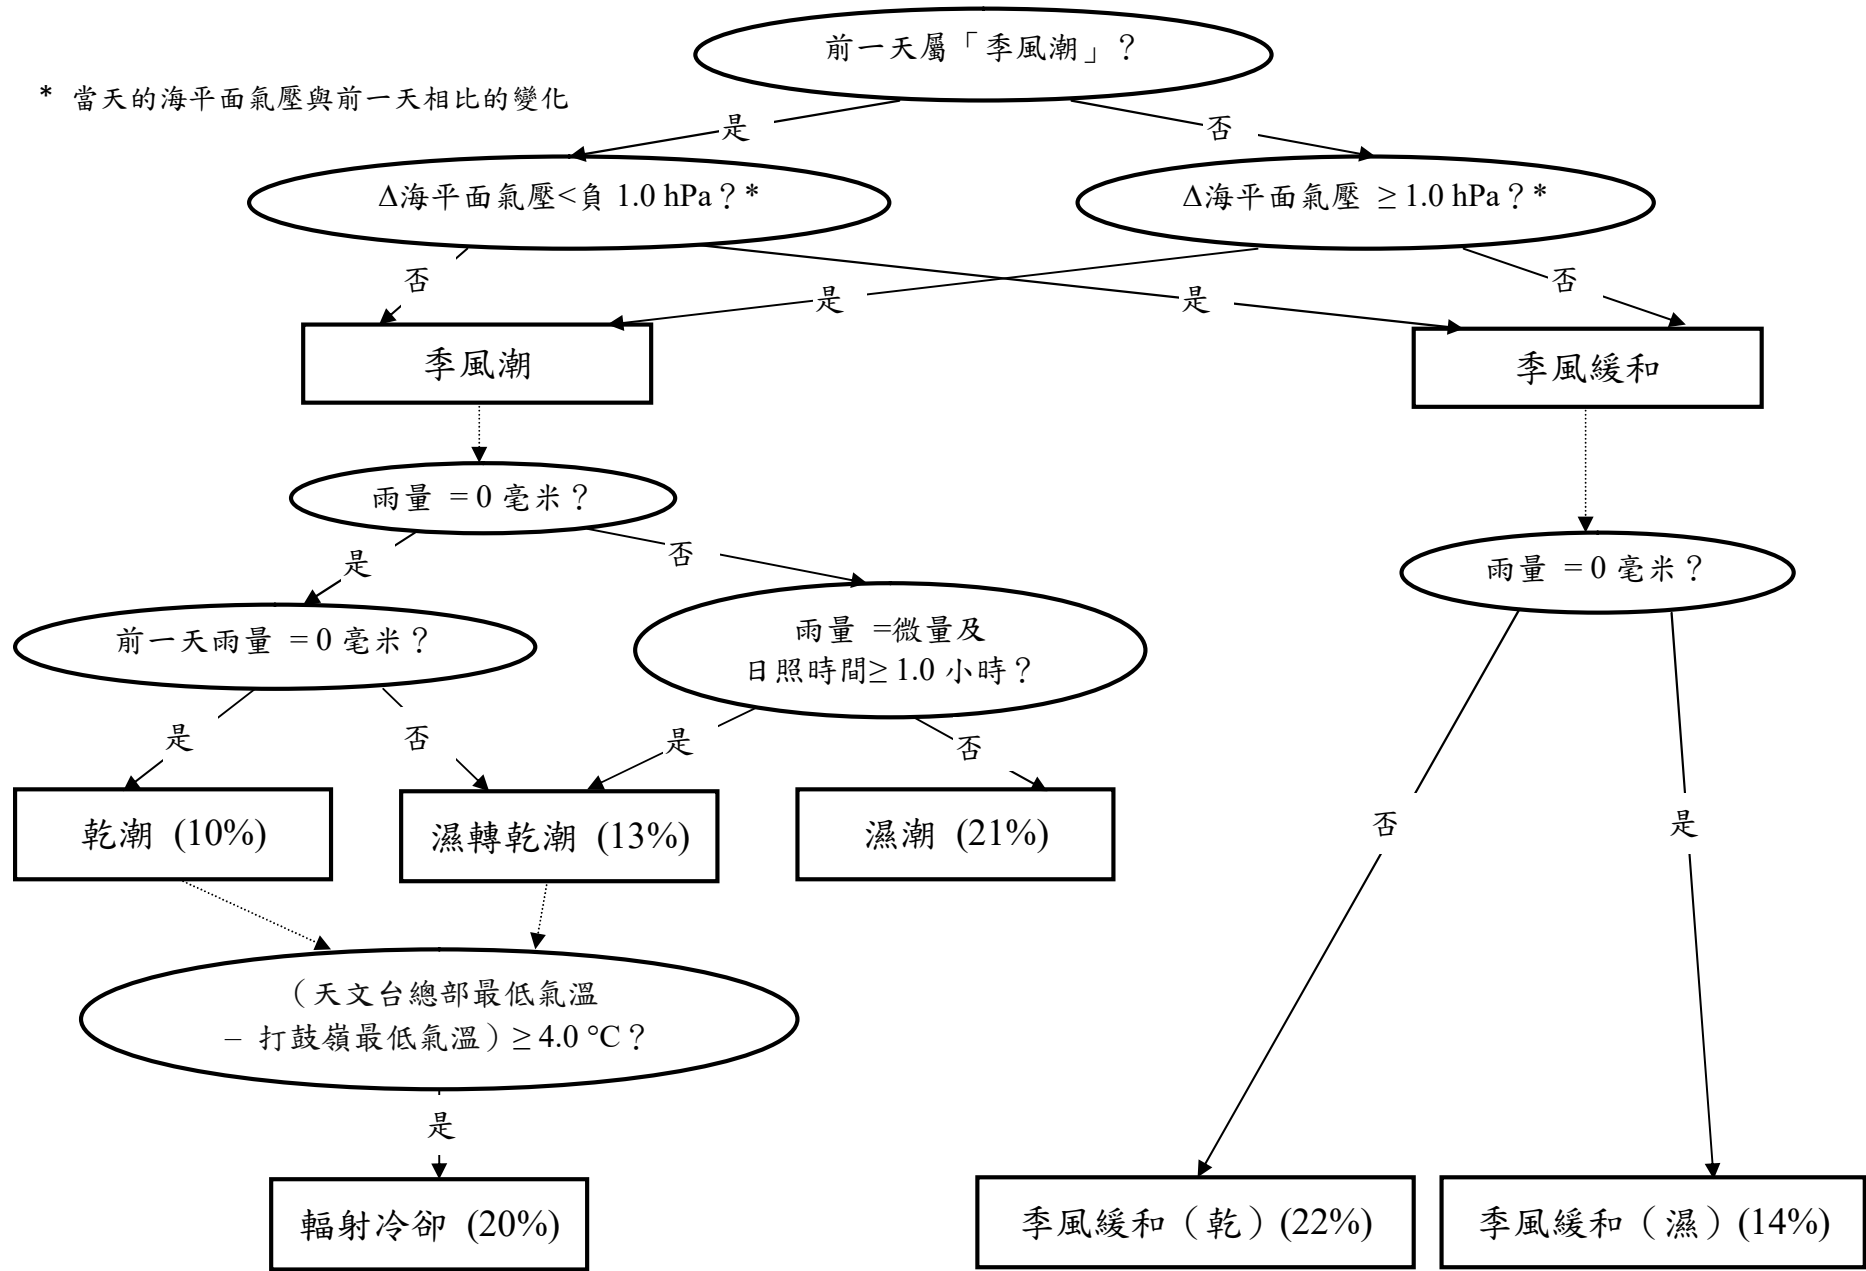 前一天屬「季風潮」？
* 當天的海平面氣壓與前一天相比的變化
是
否
Δ海平面氣壓<負 1.0 hPa？*
Δ海平面氣壓 ≥ 1.0 hPa？*
否
是
是
否
季風潮
季風緩和
雨量 = 0 毫米？
是
否
雨量 = 0 毫米？
前一天雨量 = 0 毫米？
雨量 =微量及
日照時間≥ 1.0 小時？
是
否
是
否
乾潮 (10%)
濕轉乾潮 (13%)
濕潮 (21%)
否
是
（天文台總部最低氣溫
– 打鼓嶺最低氣溫）≥ 4.0 °C？
是
輻射冷卻 (20%)
季風緩和（乾）(22%)
季風緩和（濕）(14%)